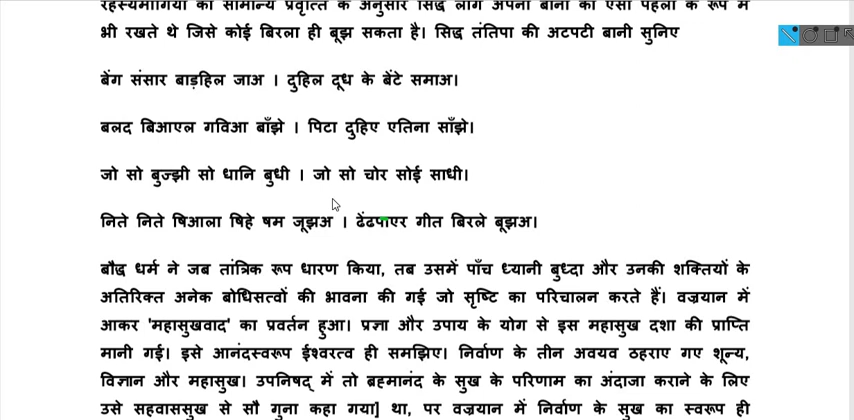 रहस्यमार्गियों की सामान्य प्रवृत्ति के अनुसार सिद्ध लोग अपनी बानी को ऐसी पहेली के रूप में
भी रखते थे जिसे कोई बिरला ही बूझ सकता है। सिद्ध तंतिपा की अटपटी बानी सुनिए
बेंग संसार बाड़हिल जाअ । दुहिल दूध के बेंटे समाअ।
बलद बिआएल गविआ बाँझे । पिटा दुहिए एतिना साँझे।
जो सो बुज्झी सो धानि बुधी । जो सो चोर सोई साधी।
निते निते षिआला षिहे षम जूझअ । ढेंढपाएर गीत बिरले बूझअ।
बौद्ध धर्म ने जब तांत्रिक रूप धारण किया, तब उसमें पाँच ध्यानी बुध्दा और उनकी शक्तियों के
अतिरिक्त अनेक बोधिसत्वों की भावना की गई जो सृष्टि का परिचालन करते हैं। वज्रयान में
आकर 'महासुखवाद' का प्रवर्तन हुआ। प्रज्ञा और उपाय के योग से इस महासुख दशा की प्राप्ति
मानी गई। इसे आनंदस्वरूप ईश्वरत्व ही समझिए। निर्वाण के तीन अवयव ठहराए गए शून्य,
विज्ञान और महासुख। उपनिषद् में तो ब्रह्मानंद के सुख के परिणाम का अंदाजा कराने के लिए
उसे सहवाससुख से सौ गुना कहा गया] था, पर वज्रयान में निर्वाण के सुख का स्वरूप ही